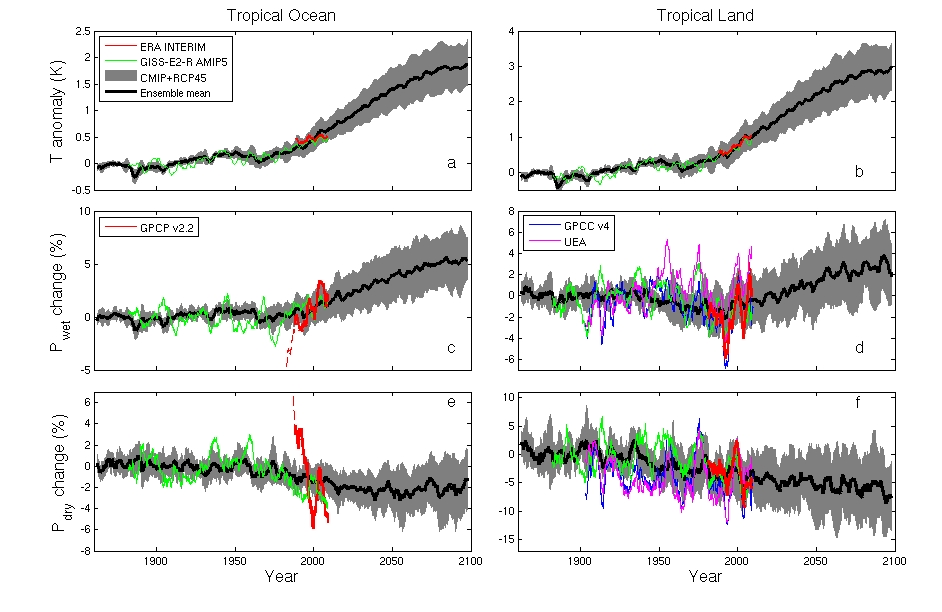 Tropical Ocean
Tropical Land
T anomaly (K)
2.5
2
1.5
1
0.5
0
-0.5
ERA INTERIM
GISS-E2-R AMIP5
CMIP+RCP45
Ensemble mean
a
4
3
2
1
0
b
P wet change (%)
10
5
0
-5
GPCP v2.2
c
8
6
4
2
0
-2
-4
-6
GPCC v4
UEA
d
P dry change (%)
6
4
2
0
-2
-4
-6
-8
e
10
5
0
-5
-10
-15
f
1900 1950 2000 2050 2100
1900 1950 2000 2050 2100
Year
Year